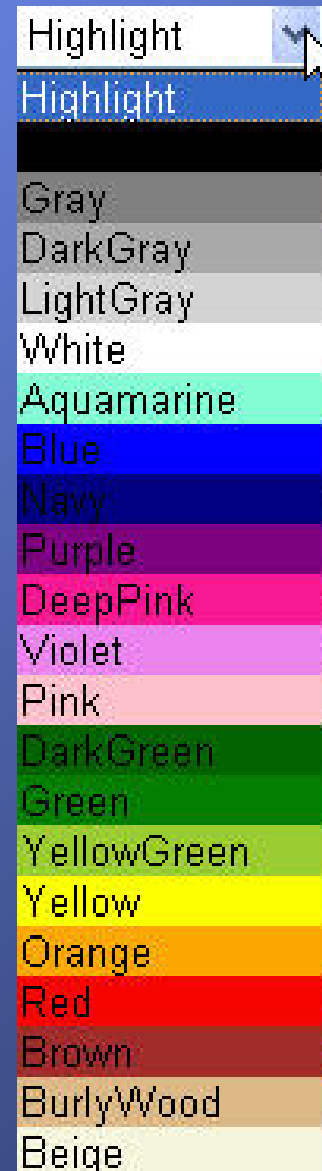 Highlight
Highlight
Gray
DarkGray
LightGray
White
Aquamarine
Blue
Navy
Purple
DeepPink
Violet
Pink
DarkGreen
Green
YellowGreen
Yellow
Orange
Red
Brown
BurlyWood
Beige